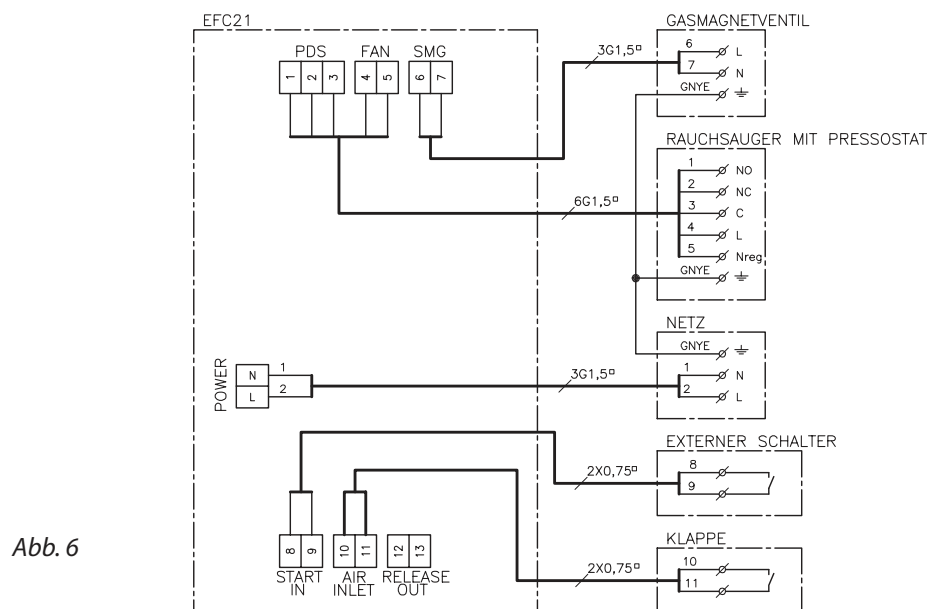 EFC21
PDS FAN SMG
1 2 3 4 5 6 7
3G1,5▫
GASMAGNETVENTIL
6 L
7 N
GNYE ⏚
RAUCHSAUGER MIT PRESSOSTAT
1 NO
2 NC
6G1,5▫
3 C
4 L
5 Nreg
GNYE ⏚
NETZ
GNYE ⏚
POWER
N 1
L 2
3G1,5▫
1 N
2 L
EXTERNER SCHALTER
2X0,75▫
8
9
8 9 10 11 12 13
START IN
AIR INLET
RELEASE OUT
KLAPPE
2X0,75▫
10
11
Abb. 6